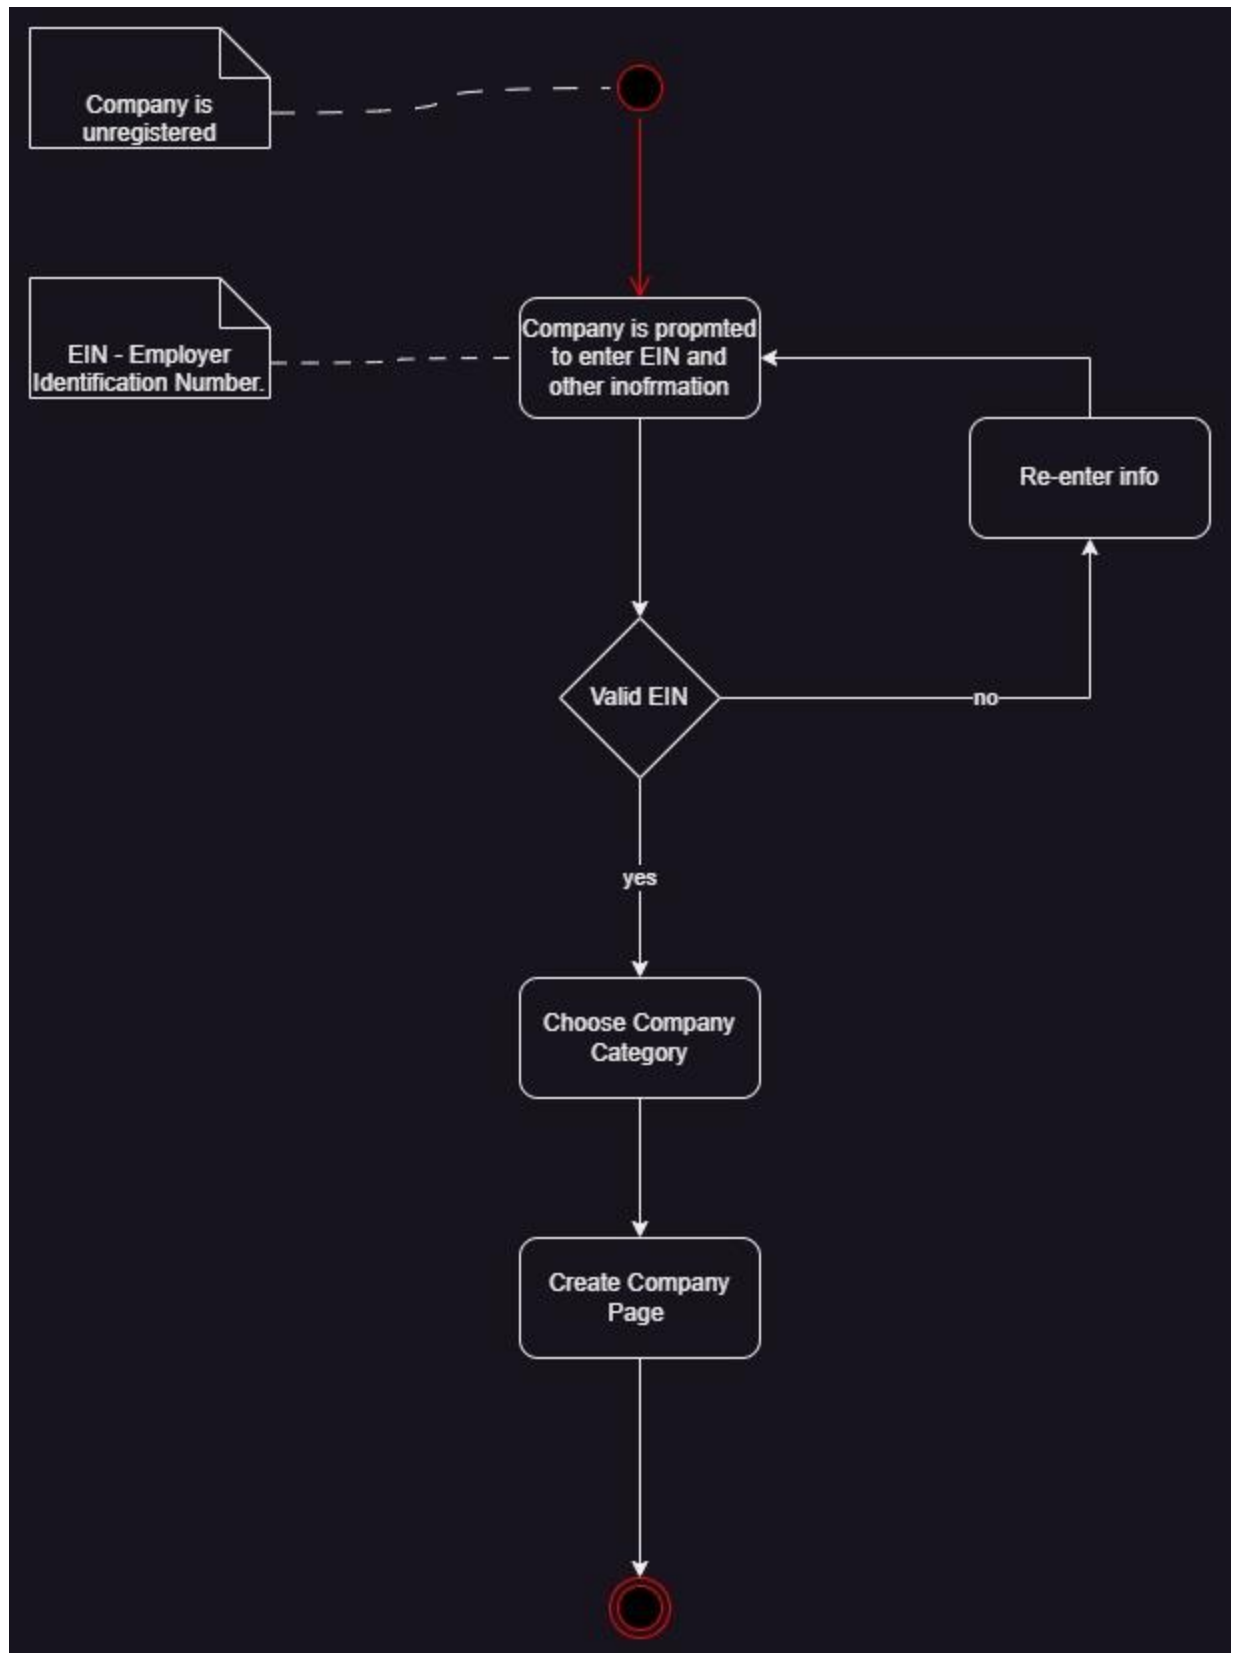 Company is
unregistered
EIN - Employer
Identification Number.
Company is propmted
to enter EIN and
other inofrmation
Re-enter info
Valid EIN
no
yes
Choose Company
Category
Create Company
Page